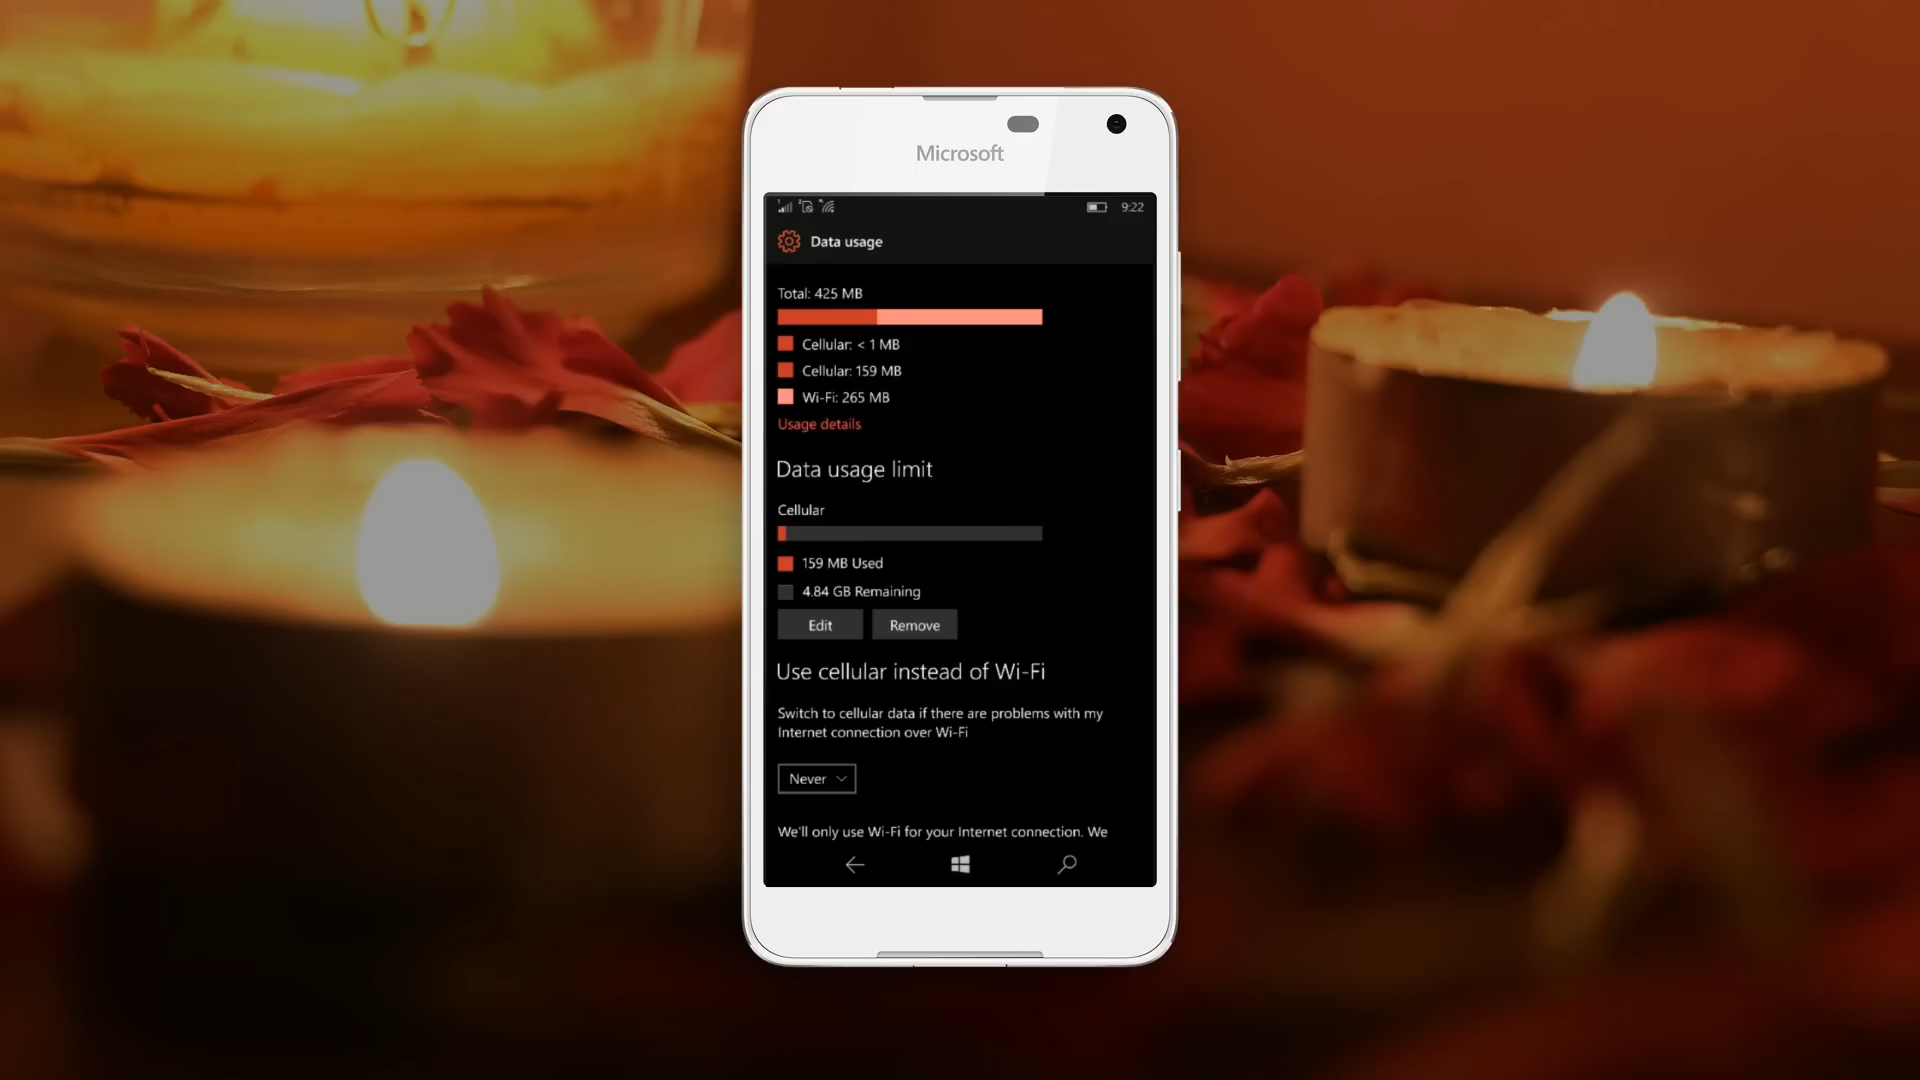 Microsoft
9:22
Data usage
Total: 425 MB
Cellular: < 1 MB
Cellular: 159 MB
Wi-Fi: 265 MB
Usage details
Data usage limit
Cellular
159 MB Used
4.84 GB Remaining
Edit Remove
Use cellular instead of Wi-Fi
Switch to cellular data if there are problems with my
Internet connection over Wi-Fi
Never
We'll only use Wi-Fi for your Internet connection. We